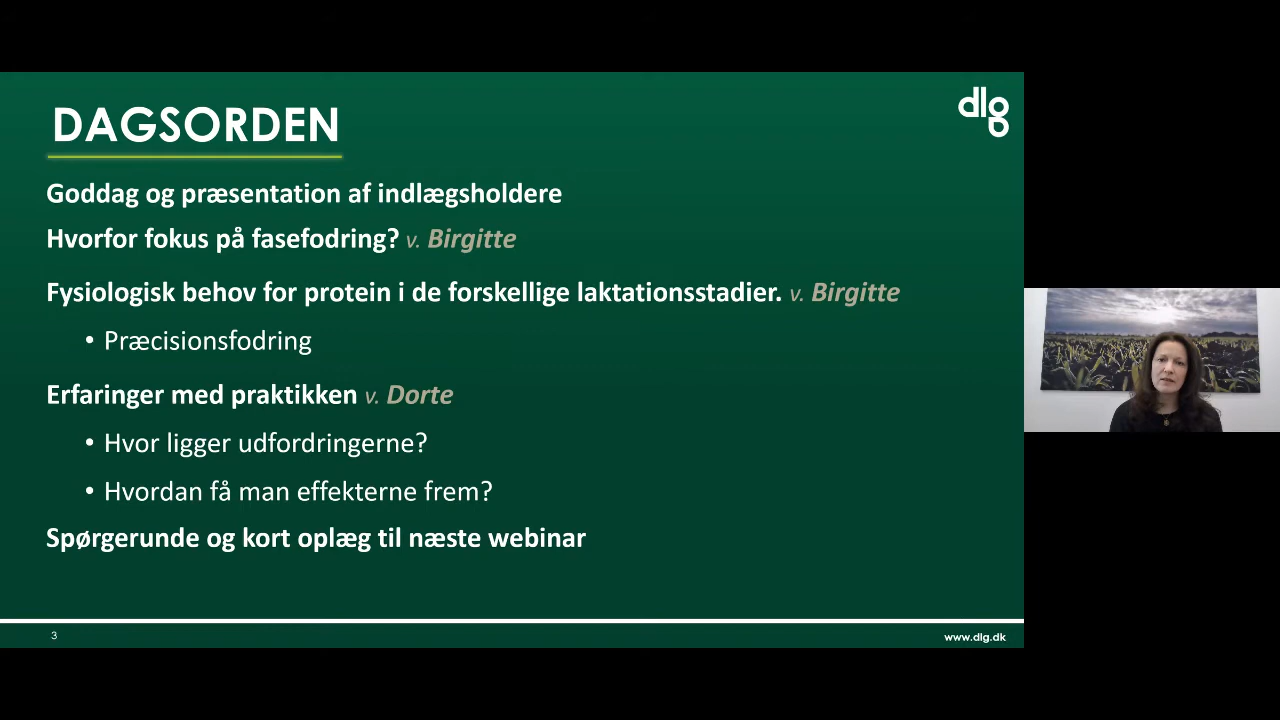 DAGSORDEN
dlg
Goddag og præsentation af indlægsholdere
Hvorfor fokus på fasefodring? v. Birgitte
Fysiologisk behov for protein i de forskellige laktationsstadier. v. Birgitte
• Præcisionsfodring
Erfaringer med praktikken v. Dorte
• Hvor ligger udfordringerne?
• Hvordan få man effekterne frem?
Spørgerunde og kort oplæg til næste webinar
3
www.dlg.dk